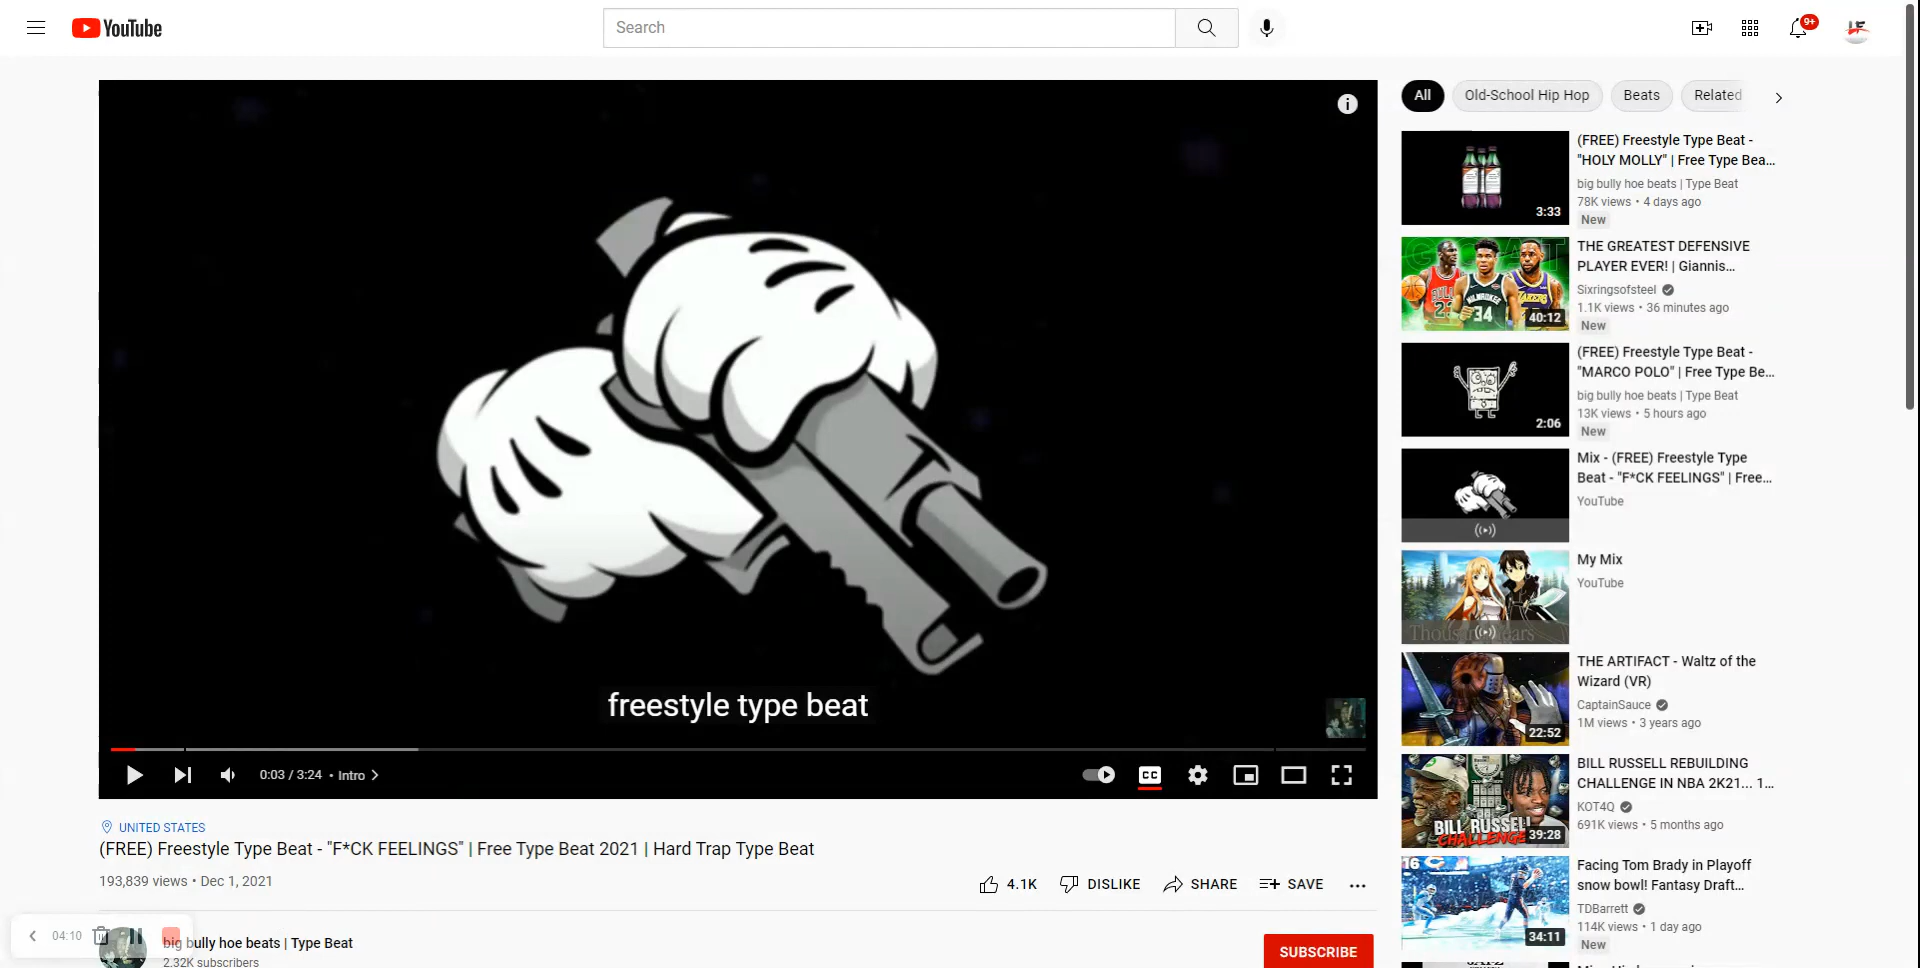 YouTube
Search
9+
freestyle type beat
0:03 / 3:24 • Intro
CC
UNITED STATES
(FREE) Freestyle Type Beat - "F*CK FEELINGS" | Free Type Beat 2021 | Hard Trap Type Beat
193,839 views • Dec 1, 2021
4.1K
DISLIKE
SHARE
SAVE
04:10
big bully hoe beats | Type Beat
2.32K subscribers
SUBSCRIBE
All
Old-School Hip Hop
Beats
Related
3:33
(FREE) Freestyle Type Beat -
"HOLY MOLLY" | Free Type Bea...
big bully hoe beats | Type Beat
78K views • 4 days ago
New
MILWAUKEE
34
40:12
THE GREATEST DEFENSIVE
PLAYER EVER! | Giannis...
Sixringsofsteel
1.1K views • 36 minutes ago
New
2:06
(FREE) Freestyle Type Beat -
"MARCO POLO" | Free Type Be...
big bully hoe beats | Type Beat
13K views • 5 hours ago
New
Mix - (FREE) Freestyle Type
Beat - "F*CK FEELINGS" | Free...
YouTube
My Mix
YouTube
22:52
THE ARTIFACT - Waltz of the
Wizard (VR)
CaptainSauce
1M views • 3 years ago
BILL RUSSELL
CHALLENGE
39:28
BILL RUSSELL REBUILDING
CHALLENGE IN NBA 2K21... 1...
KOT4Q
691K views • 5 months ago
16
34:11
Facing Tom Brady in Playoff
snow bowl! Fantasy Draft...
TDBarrett
114K views • 1 day ago
New